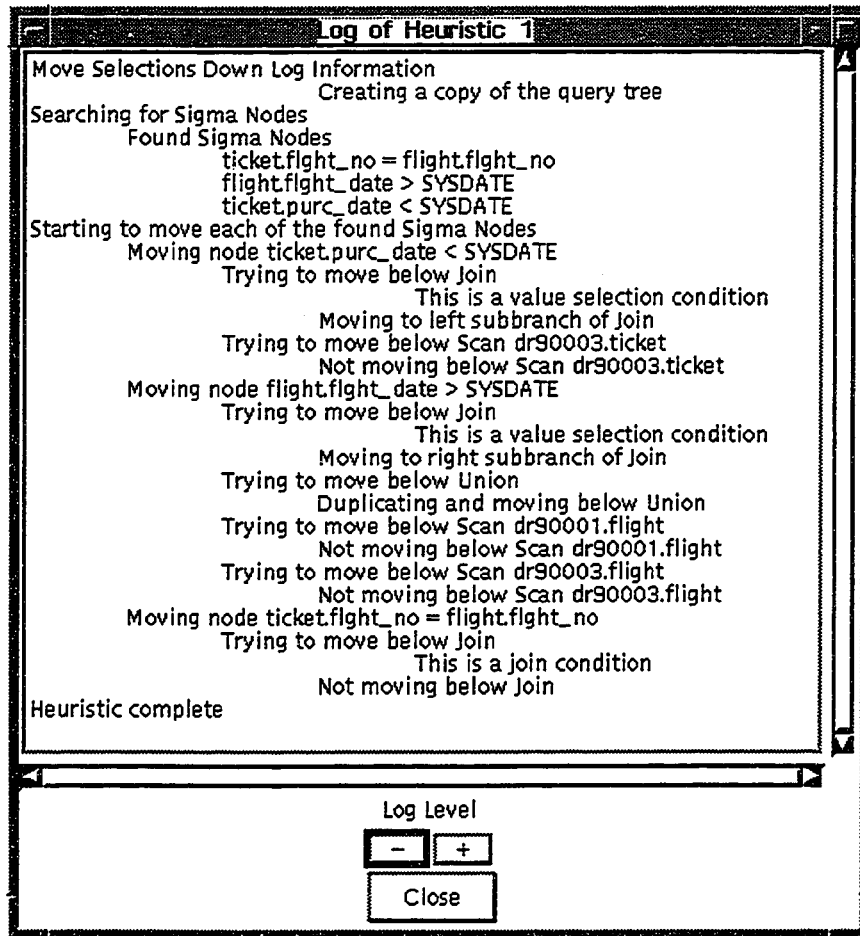 Log of Heuristic 1
Move Selections Down Log Information
Creating a copy of the query tree
Searching for Sigma Nodes
Found Sigma Nodes
ticket.flght_no = flight.flght_no
flight.flght_date > SYSDATE
ticket.purc_date < SYSDATE
Starting to move each of the found Sigma Nodes
Moving node ticket.purc_date < SYSDATE
Trying to move below Join
This is a value selection condition
Moving to left subbranch of Join
Trying to move below Scan dr90003.ticket
Not moving below Scan dr90003.ticket
Moving node flight.flght_date > SYSDATE
Trying to move below Join
This is a value selection condition
Moving to right subbranch of Join
Trying to move below Union
Duplicating and moving below Union
Trying to move below Scan dr90001.flight
Not moving below Scan dr90001.flight
Trying to move below Scan dr90003.flight
Not moving below Scan dr90003.flight
Moving node ticket.flght_no = flight.flght_no
Trying to move below Join
This is a join condition
Not moving below Join
Heuristic complete
Log Level
- +
Close